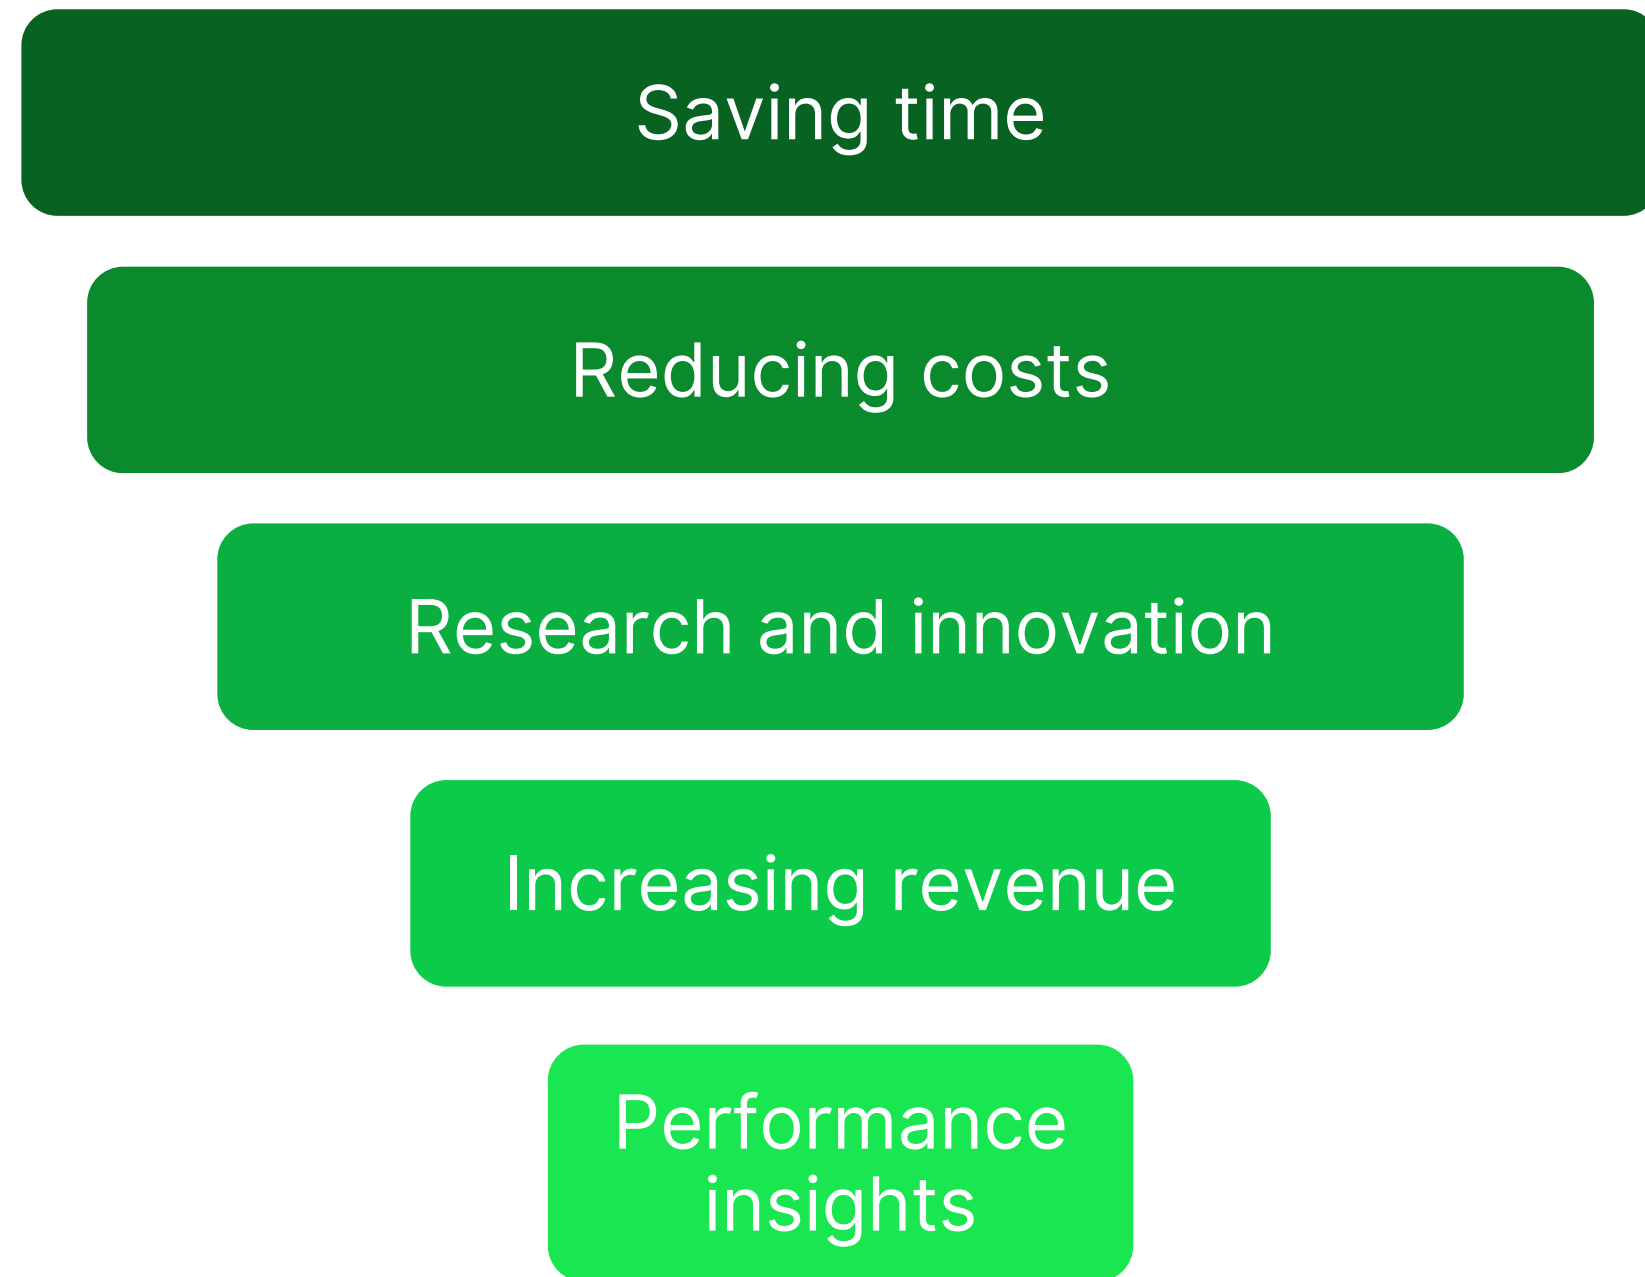 Saving time
Reducing costs
Research and innovation
Increasing revenue
Performance
insights